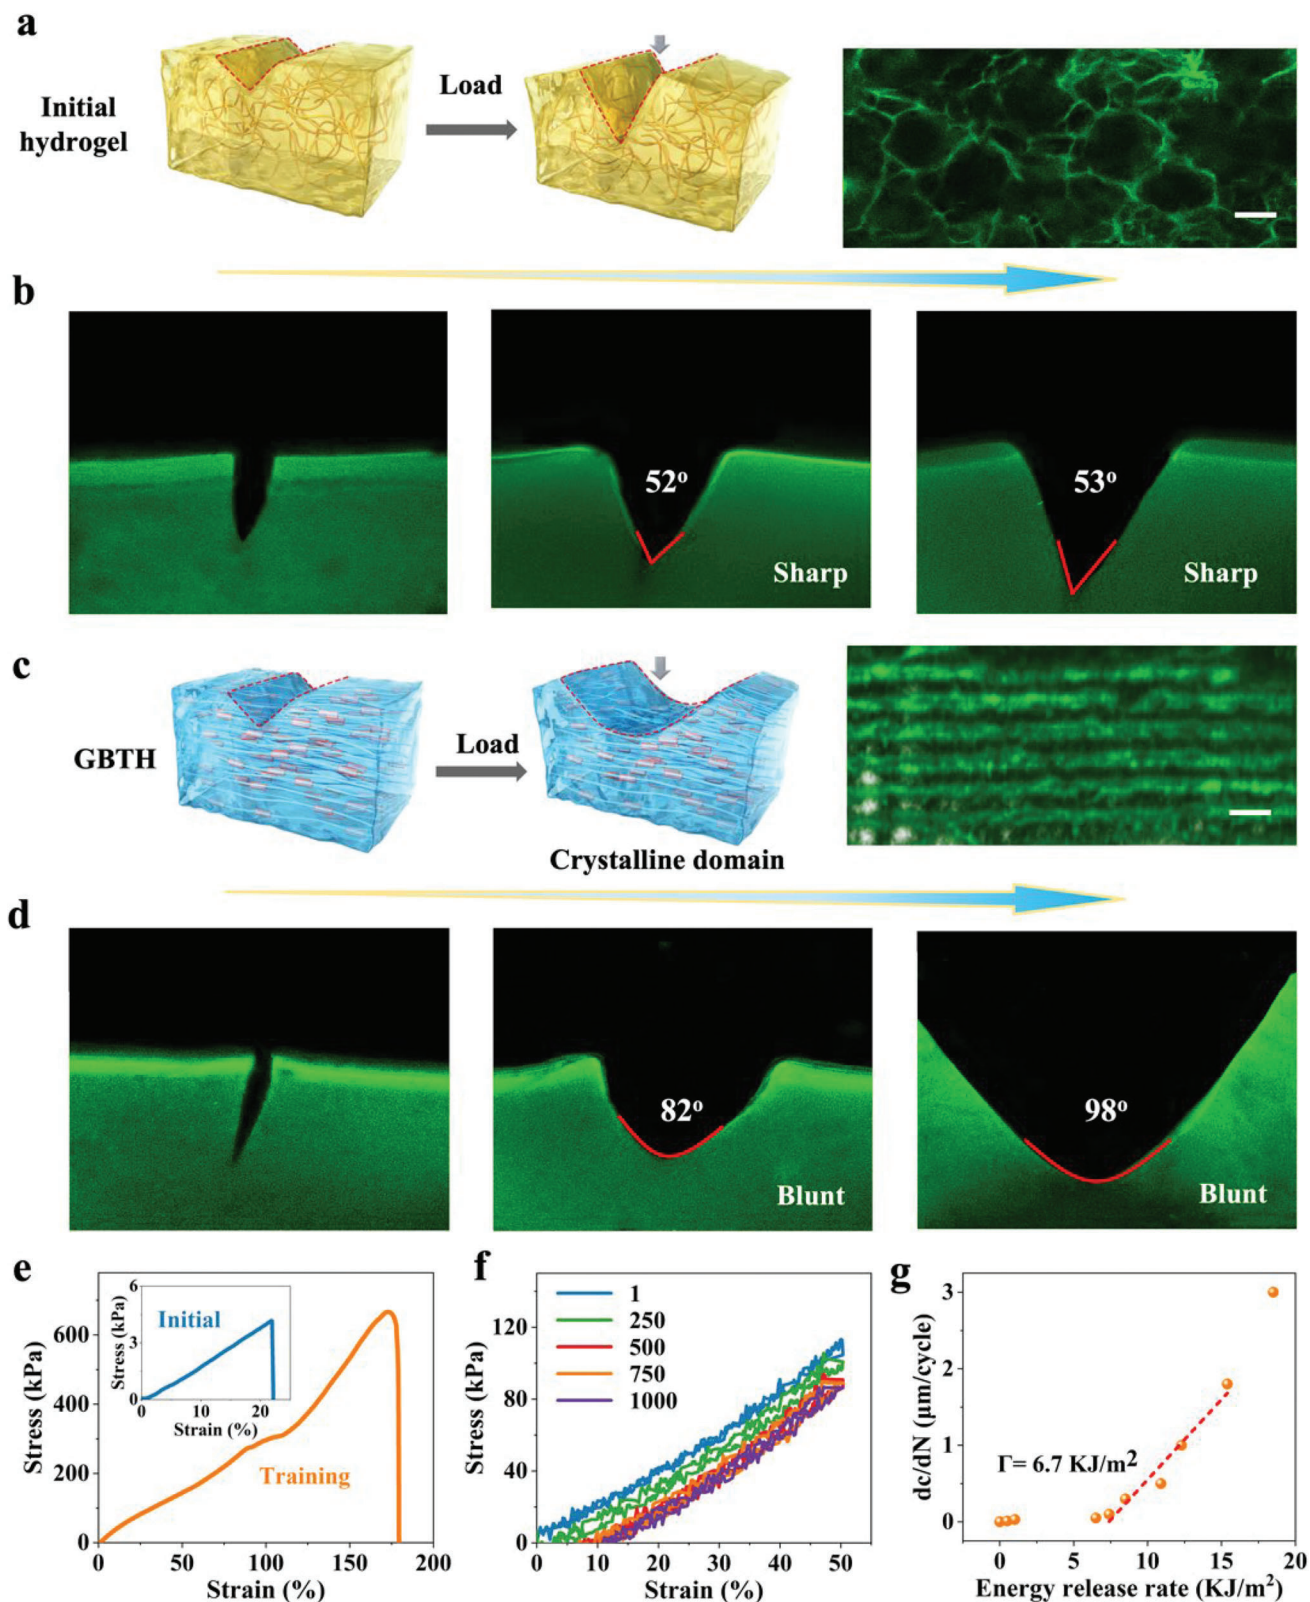 a
Initial
hydrogel
Load
b
52°
Sharp
53°
Sharp
c
GBTH
Load
Crystalline domain
d
82°
Blunt
98°
Blunt
e
Stress (kPa)
600
400
200
0
0 50 100 150 200
Strain (%)
Training
Initial
Stress (kPa)
6
3
0
0 10 20
Strain (%)
f
Stress (kPa)
120
80
40
0
0 10 20 30 40 50
Strain (%)
1
250
500
750
1000
g
dc/dN (μm/cycle)
3
2
1
0
0 5 10 15 20
Energy release rate (KJ/m²)
Γ= 6.7 KJ/m²